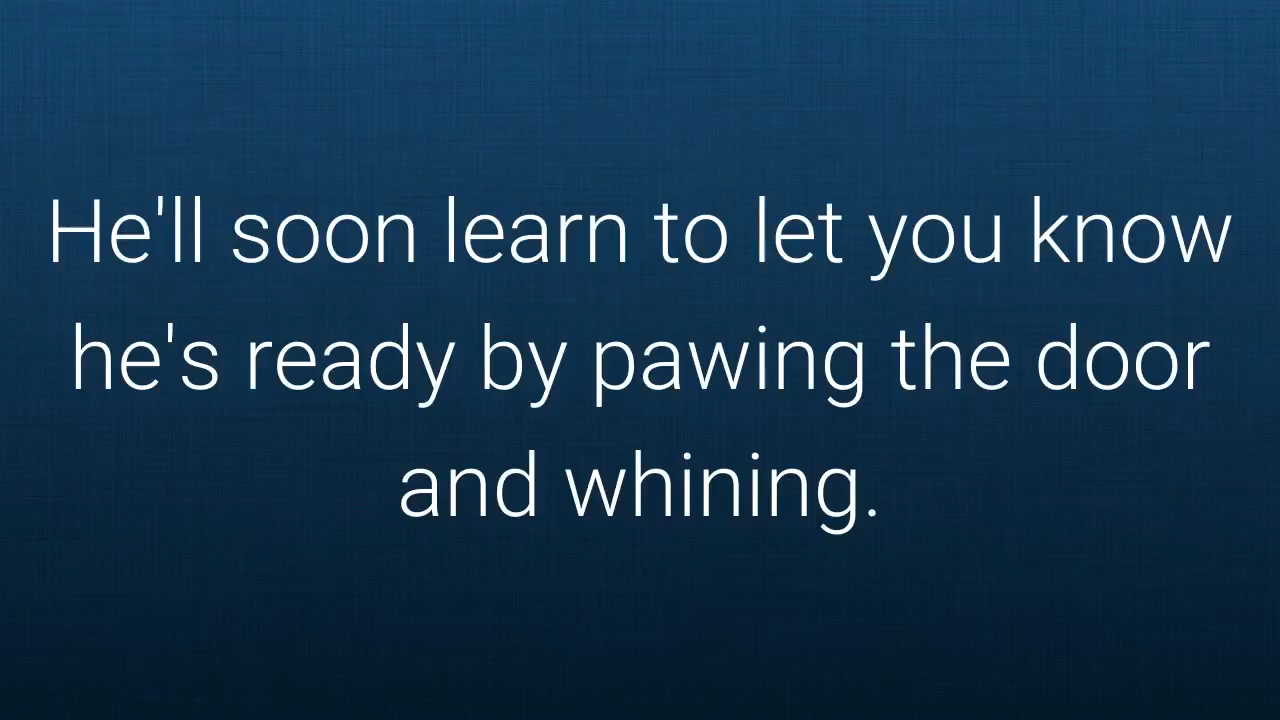 He'll soon learn to let you know
he's ready by pawing the door
and whining.